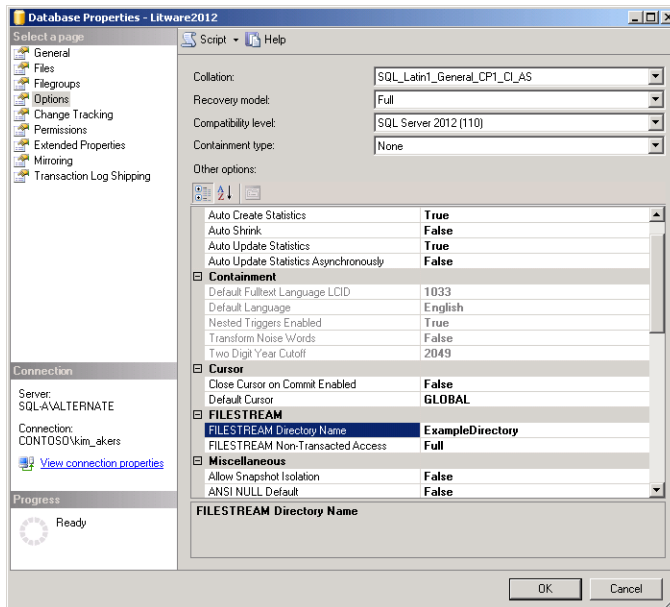 Database Properties - Litware2012
Select a page
General
Files
Filegroups
Options
Change Tracking
Permissions
Extended Properties
Mirroring
Transaction Log Shipping
Connection
Server:
SQL-A\ALTERNATE
Connection:
CONTOSO\kim_akers
View connection properties
Progress
Ready
Script Help
Collation: SQL_Latin1_General_CP1_CI_AS
Recovery model: Full
Compatibility level: SQL Server 2012 (110)
Containment type: None
Other options:
Auto Create Statistics True
Auto Shrink False
Auto Update Statistics True
Auto Update Statistics Asynchronously False
Containment
Default Fulltext Language LCID 1033
Default Language English
Nested Triggers Enabled True
Transform Noise Words False
Two Digit Year Cutoff 2049
Cursor
Close Cursor on Commit Enabled False
Default Cursor GLOBAL
FILESTREAM
FILESTREAM Directory Name ExampleDirectory
FILESTREAM Non-Transacted Access Full
Miscellaneous
Allow Snapshot Isolation False
ANSI NULL Default False
FILESTREAM Directory Name
OK Cancel